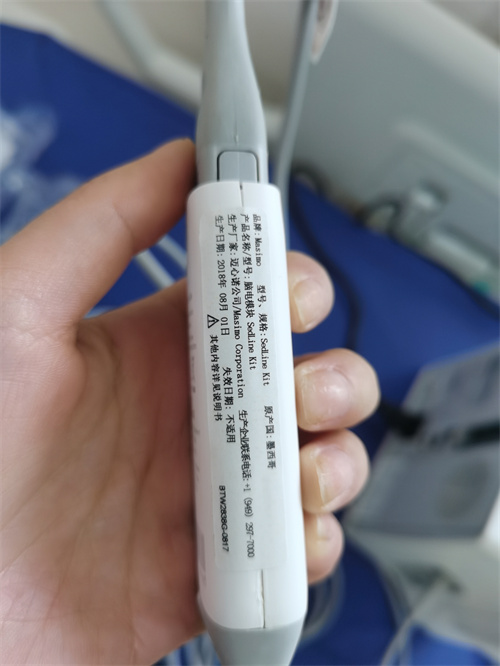 品牌:Masimo 型号、规格:SedLine Kit 原产国:墨西哥
产品名称/型号:脑电模块 SedLine Kit
生产厂家:迈心诺公司/Masimo Corporation 生产企业联系电话:+1 (949) 297-7000
生产日期:2018年 08月 01日 失效日期:不适用
其他内容详见说明书
BTW2838G-0817